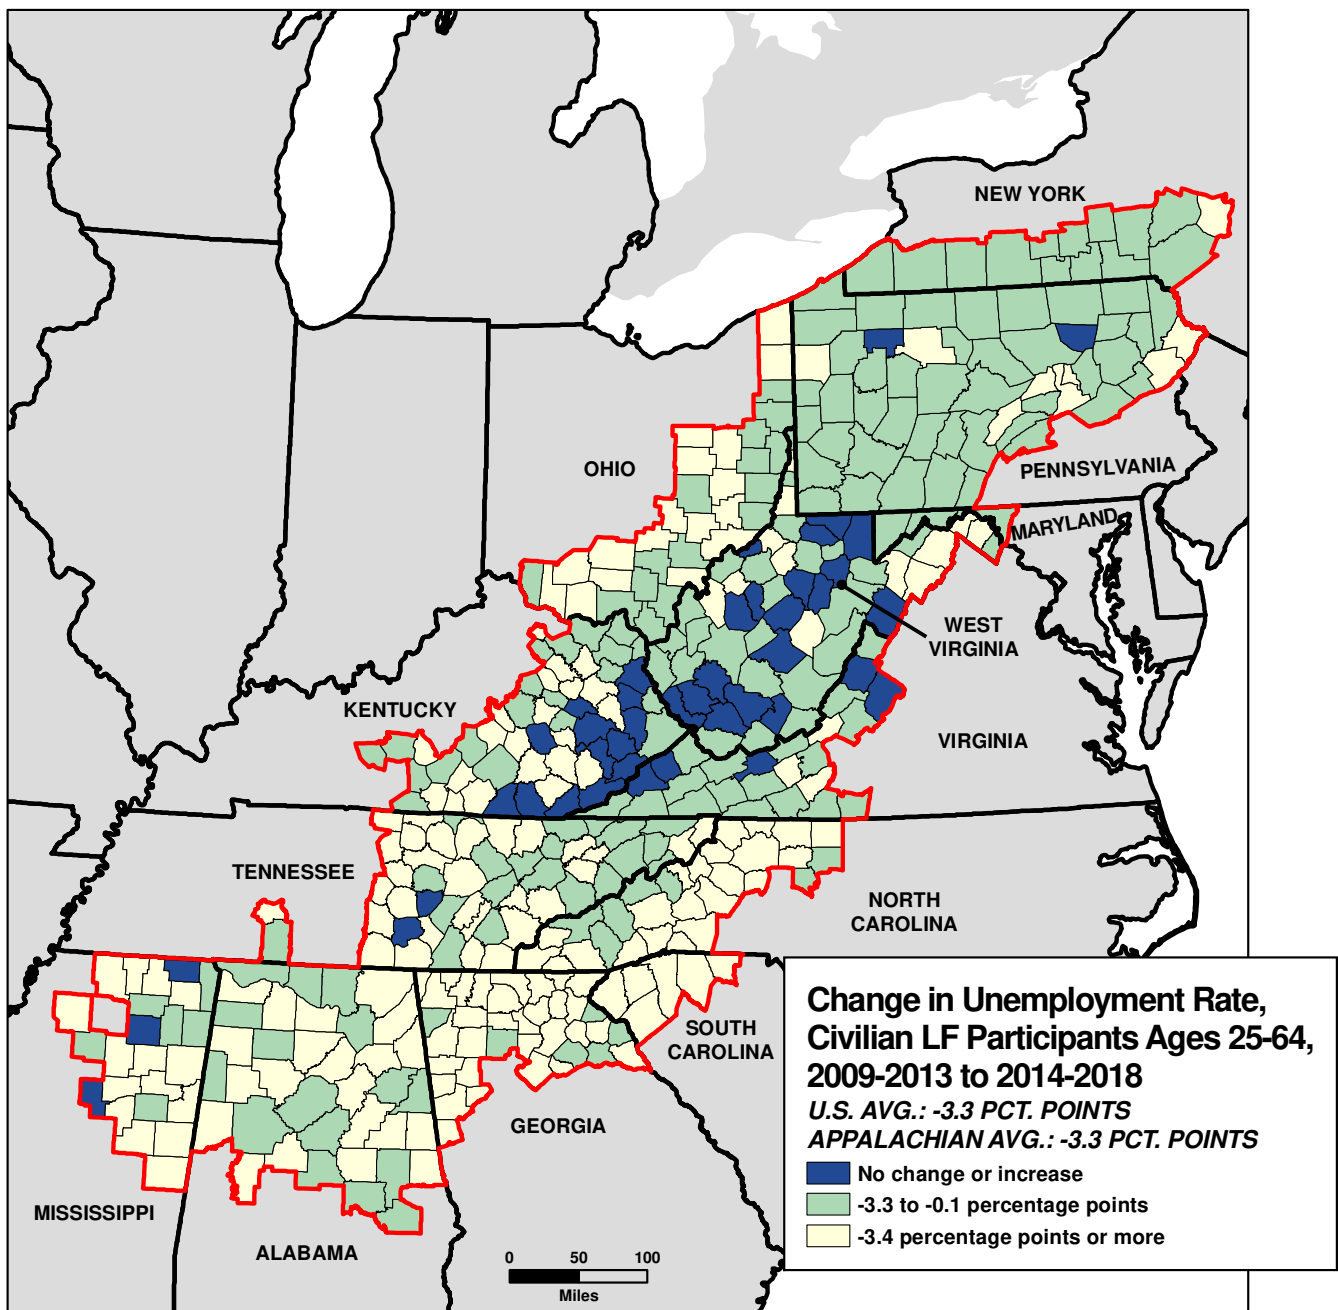 NEW YORK
PENNSYLVANIA
OHIO
MARYLAND
WEST
VIRGINIA
KENTUCKY
VIRGINIA
TENNESSEE
NORTH
CAROLINA
SOUTH
CAROLINA
GEORGIA
MISSISSIPPI
ALABAMA
0 50 100
Miles
Change in Unemployment Rate,
Civilian LF Participants Ages 25-64,
2009-2013 to 2014-2018
U.S. AVG.: -3.3 PCT. POINTS
APPALACHIAN AVG.: -3.3 PCT. POINTS
No change or increase
-3.3 to -0.1 percentage points
-3.4 percentage points or more